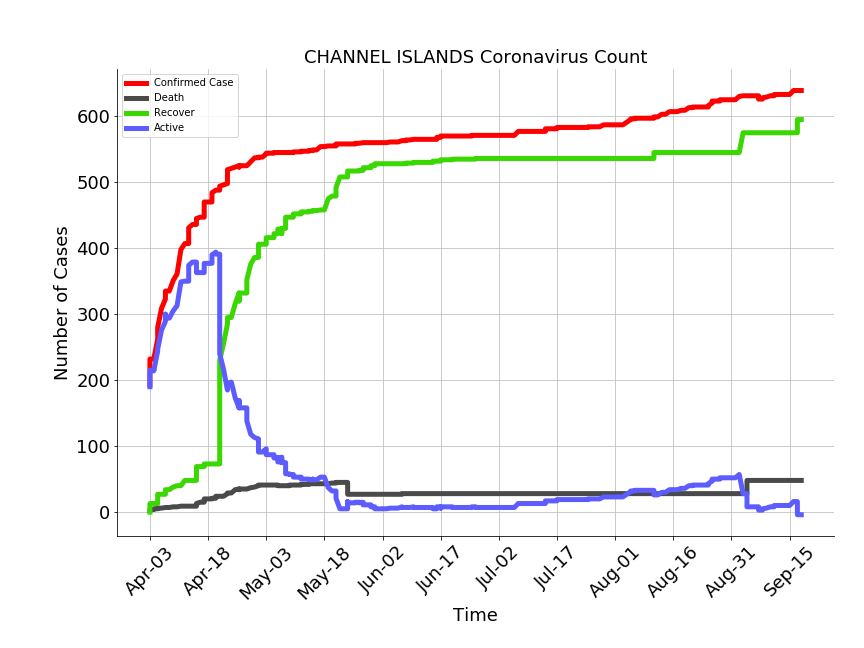 CHANNEL ISLANDS Coronavirus Count
Confirmed Case
Death
Recover
Active
Number of Cases
600
500
400
300
200
100
0
Apr-03
Apr-18
May-03
May-18
Jun-02
Jun-17
Jul-02
Jul-17
Aug-01
Aug-16
Aug-31
Sep-15
Time